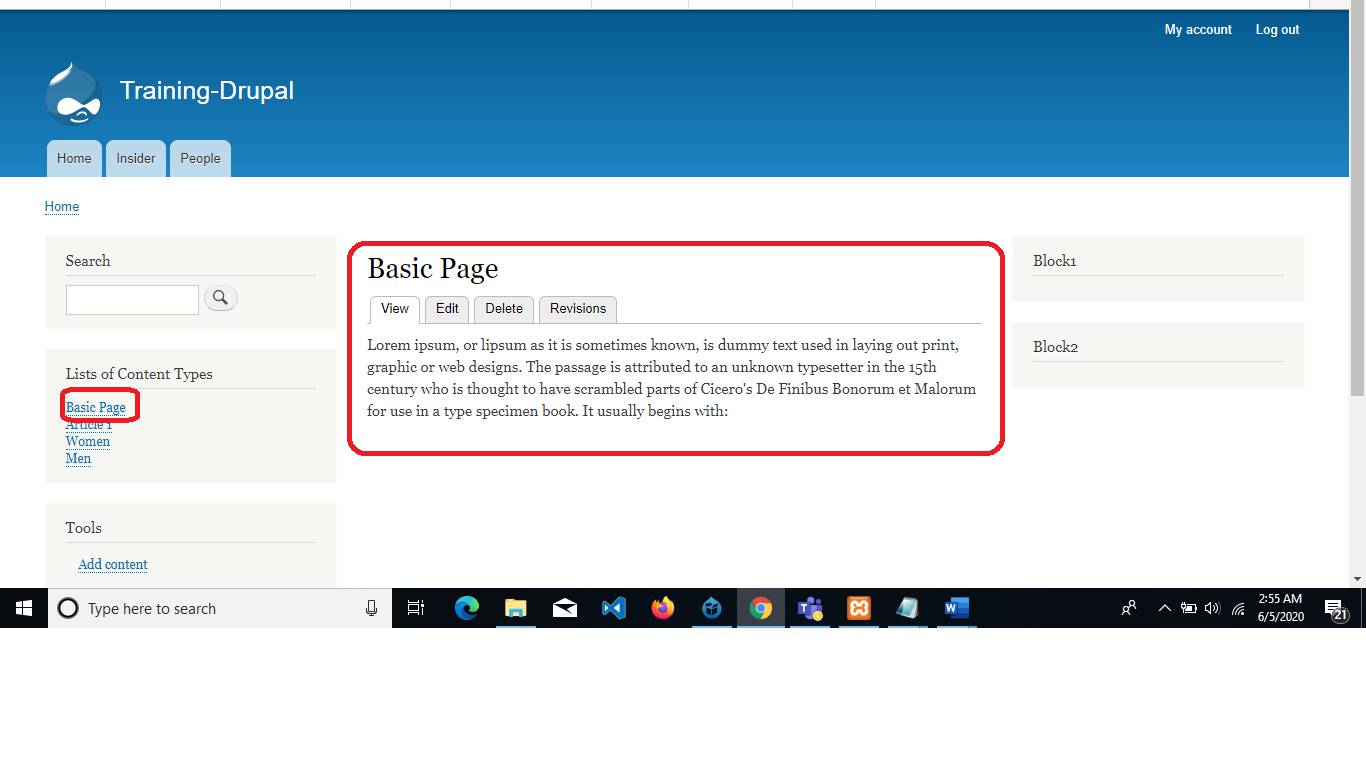 My account Log out
Training-Drupal
Home Insider People
Home
Search
Lists of Content Types
Basic Page
Article 1
Women
Men
Tools
Add content
Basic Page
View Edit Delete Revisions
Lorem ipsum, or lipsum as it is sometimes known, is dummy text used in laying out print,
graphic or web designs. The passage is attributed to an unknown typesetter in the 15th
century who is thought to have scrambled parts of Cicero's De Finibus Bonorum et Malorum
for use in a type specimen book. It usually begins with:
Block1
Block2
Type here to search
2:55 AM
6/5/2020
21